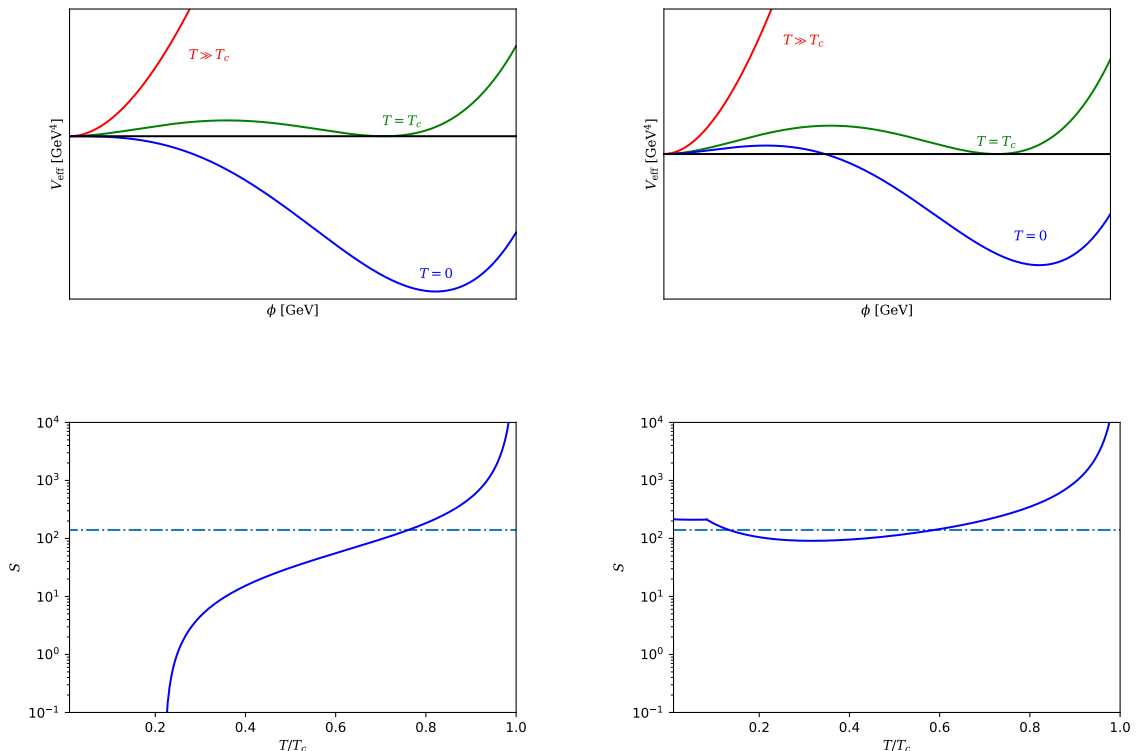 T ≫ T_c
T = T_c
T = 0
V_eff [GeV⁴]
ϕ [GeV]
T ≫ T_c
T = T_c
T = 0
V_eff [GeV⁴]
ϕ [GeV]
10⁴
10³
10²
10¹
10⁰
10⁻¹
S
0.2 0.4 0.6 0.8 1.0
T/T_c
10⁴
10³
10²
10¹
10⁰
10⁻¹
S
0.2 0.4 0.6 0.8 1.0
T/T_c